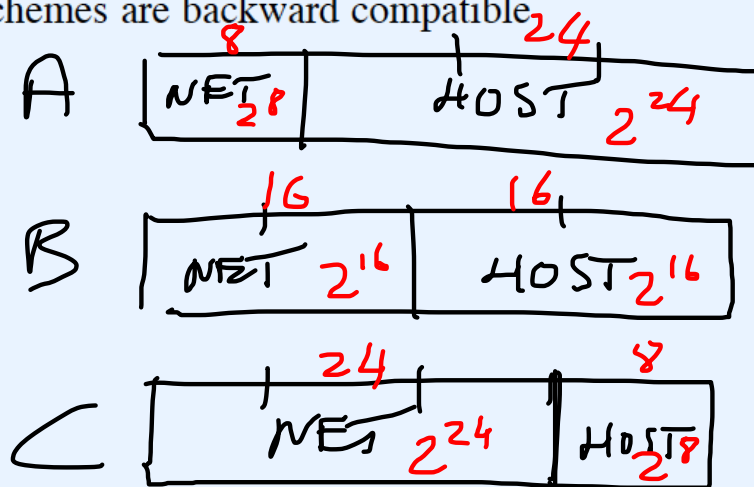 chemes are backward compatible
8 24
A NET 2^8 HOST 2^24
16 16
B NET 2^16 HOST 2^16
24 8
C NET 2^24 HOST 2^8